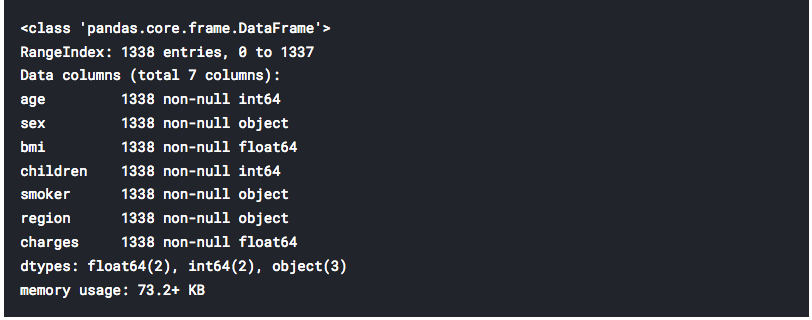 <class 'pandas.core.frame.DataFrame'>
RangeIndex: 1338 entries, 0 to 1337
Data columns (total 7 columns):
age         1338 non-null int64
sex         1338 non-null object
bmi         1338 non-null float64
children    1338 non-null int64
smoker      1338 non-null object
region      1338 non-null object
charges     1338 non-null float64
dtypes: float64(2), int64(2), object(3)
memory usage: 73.2+ KB